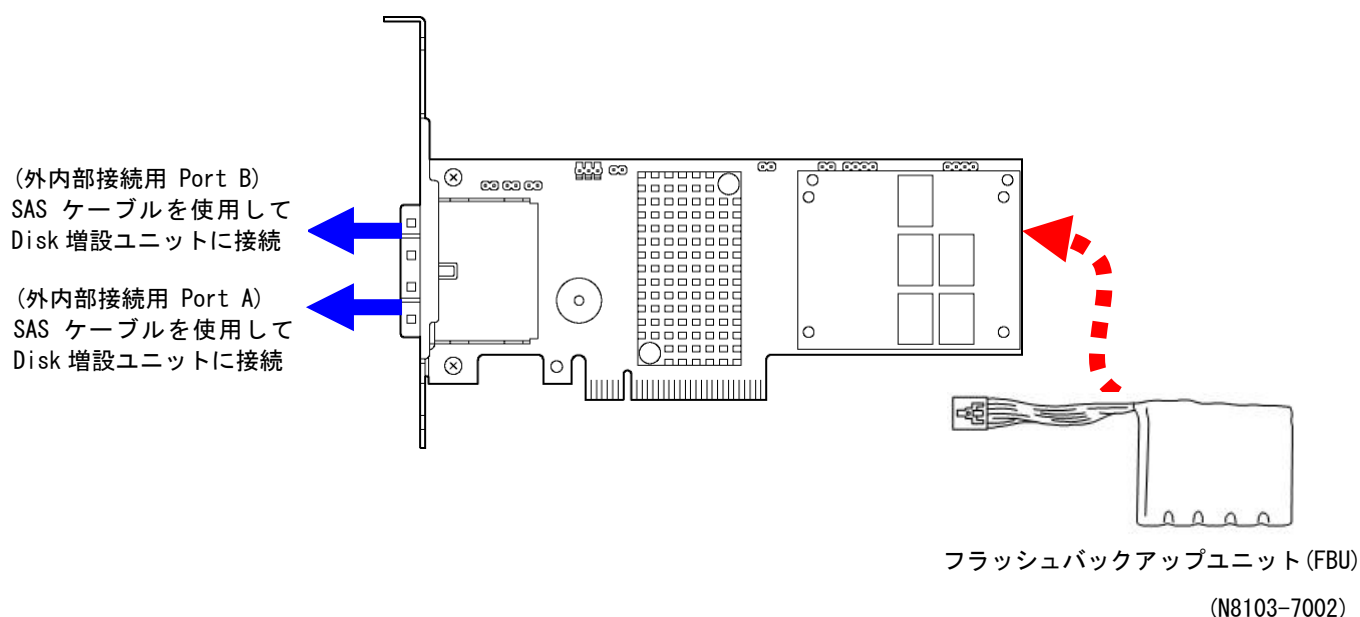 (外内部接続用 Port B)
SAS ケーブルを使用して
Disk 増設ユニットに接続
(外内部接続用 Port A)
SAS ケーブルを使用して
Disk 増設ユニットに接続
フラッシュバックアップユニット(FBU)
(N8103-7002)